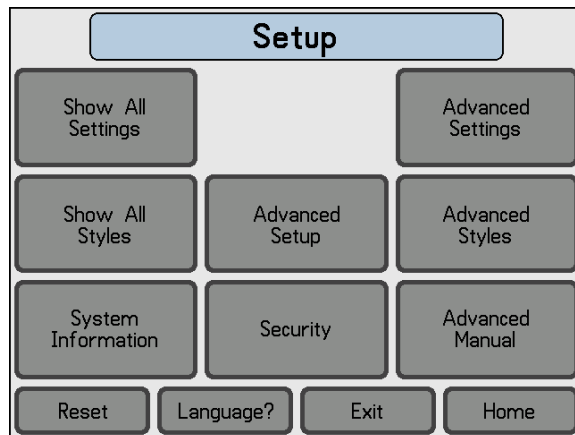 Setup
Show All
Settings
Advanced
Settings
Show All
Styles
Advanced
Setup
Advanced
Styles
System
Information
Security
Advanced
Manual
Reset
Language?
Exit
Home